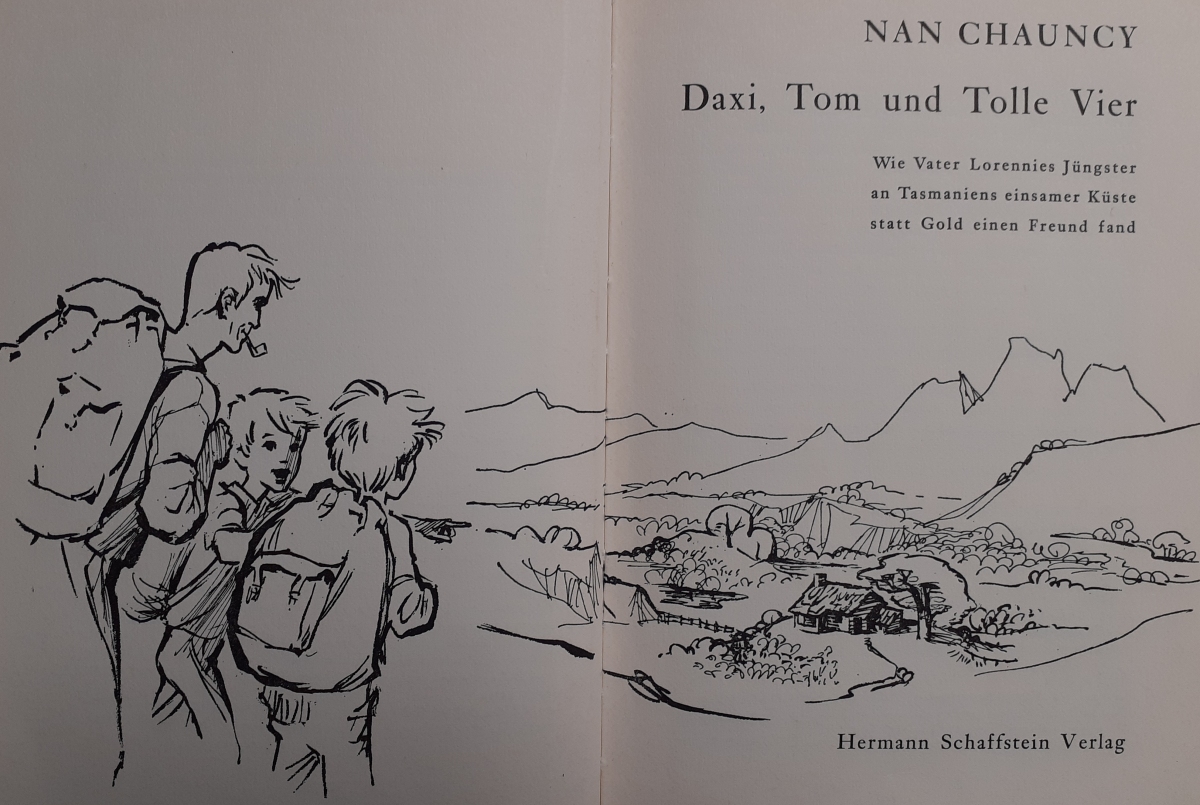 NAN CHAUNCY
Daxi, Tom und Tolle Vier
Wie Vater Lorennies Jüngster
an Tasmaniens einsamer Küste
statt Gold einen Freund fand
Hermann Schaffstein Verlag